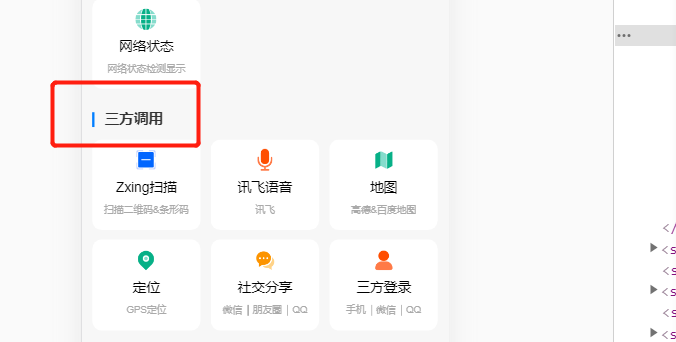 网络状态
网络状态检测显示
三方调用
Zxing扫描 讯飞语音 地图
扫描二维码&条形码 讯飞 高德&百度地图
定位 社交分享 三方登录
GPS定位 微信｜朋友圈｜QQ 手机｜微信｜QQ